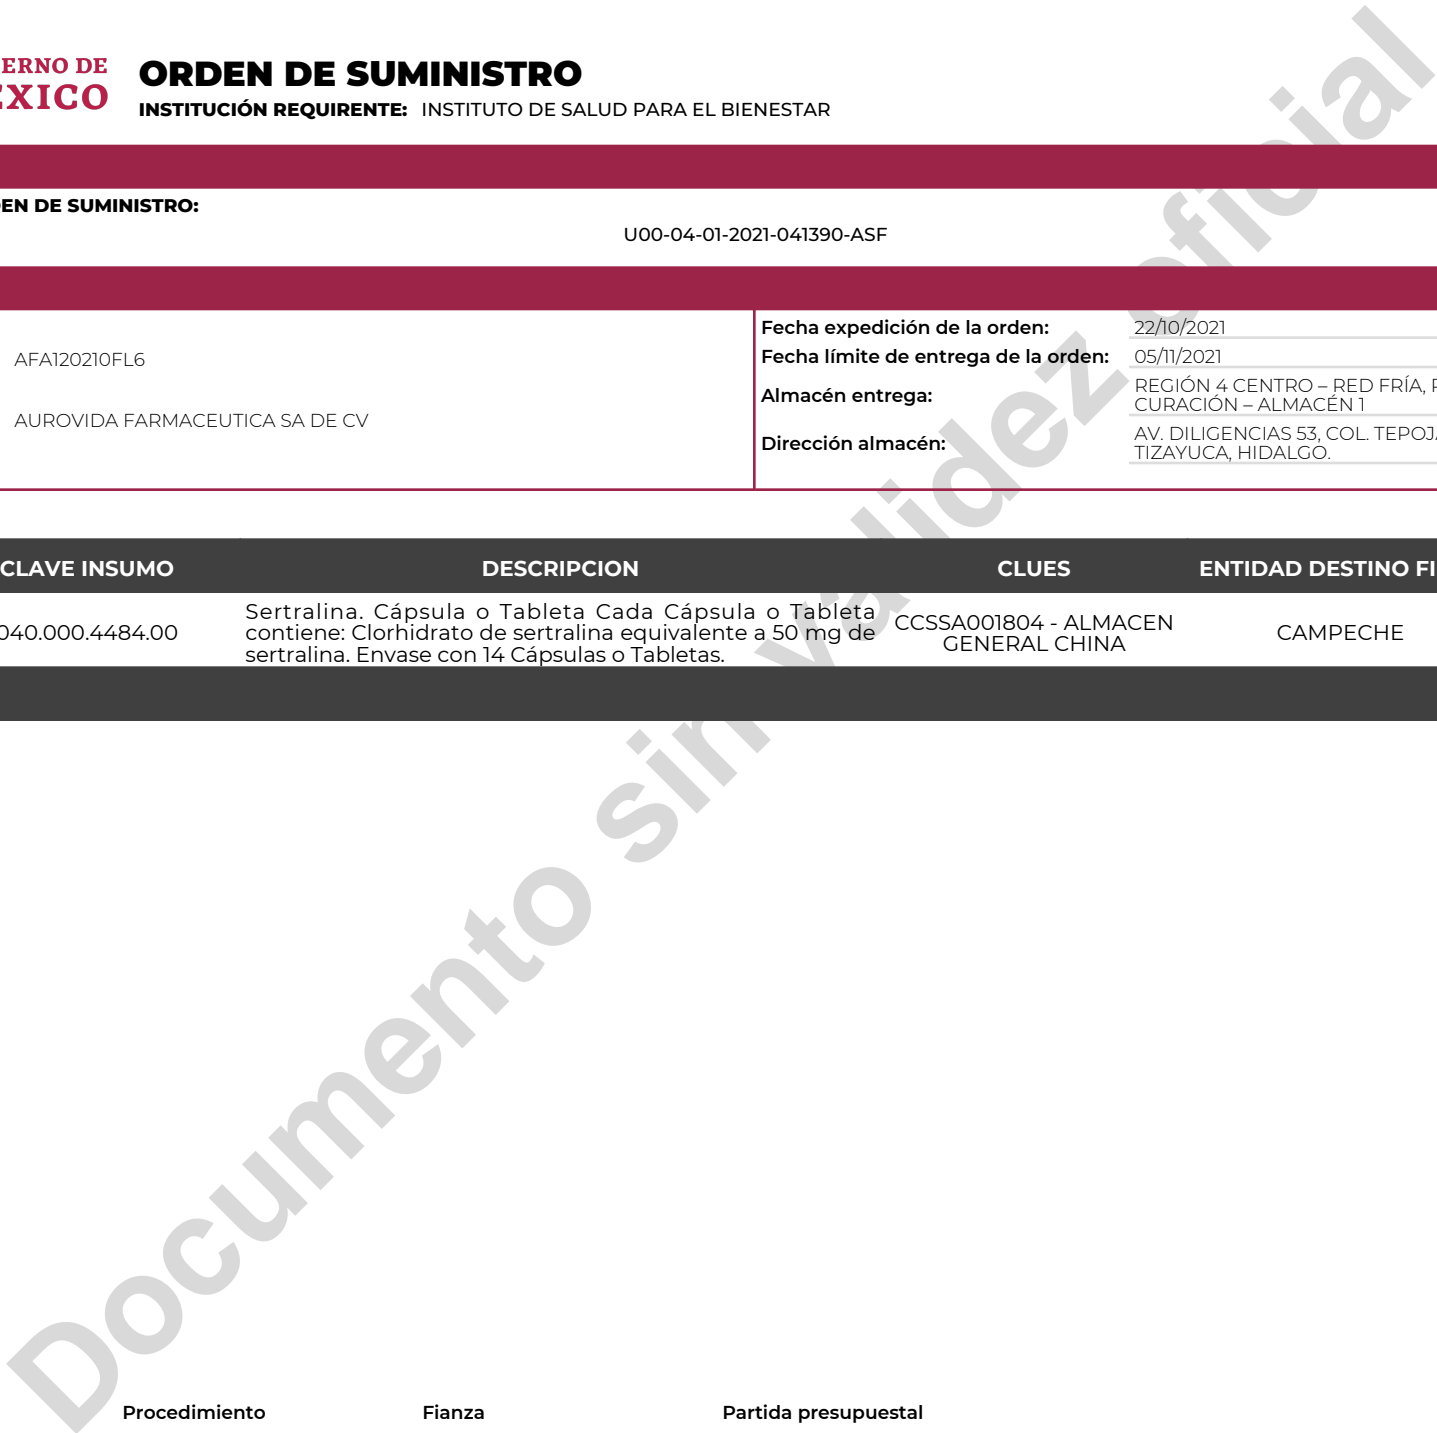 ERNO DE
EXICO
ORDEN DE SUMINISTRO
INSTITUCIÓN REQUIRENTE: INSTITUTO DE SALUD PARA EL BIENESTAR
EN DE SUMINISTRO:
U00-04-01-2021-041390-ASF
AFA120210FL6
AUROVIDA FARMACEUTICA SA DE CV
Fecha expedición de la orden: 22/10/2021
Fecha límite de entrega de la orden: 05/11/2021
Almacén entrega: REGIÓN 4 CENTRO – RED FRÍA,
CURACIÓN – ALMACÉN 1
Dirección almacén: AV. DILIGENCIAS 53, COL. TEPOJA
TIZAYUCA, HIDALGO.
CLAVE INSUMO DESCRIPCION CLUES ENTIDAD DESTINO FI
040.000.4484.00
Sertralina. Cápsula o Tableta Cada Cápsula o Tableta
contiene: Clorhidrato de sertralina equivalente a 50 mg de
sertralina. Envase con 14 Cápsulas o Tabletas.
CCSSA001804 - ALMACEN
GENERAL CHINA
CAMPECHE
Documento sin validez oficial
Procedimiento Fianza Partida presupuestal